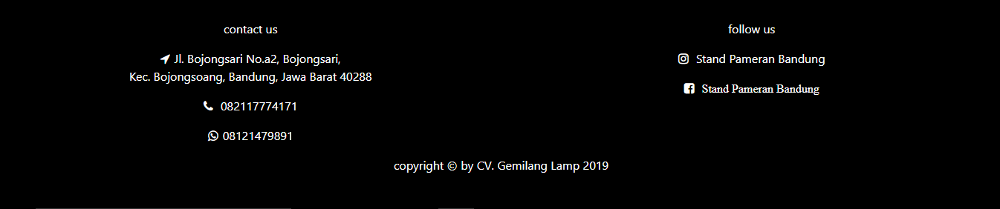 contact us
Jl. Bojongsari No.a2, Bojongsari,
Kec. Bojongsoang, Bandung, Jawa Barat 40288
082117774171
08121479891
follow us
Stand Pameran Bandung
Stand Pameran Bandung
copyright © by CV. Gemilang Lamp 2019